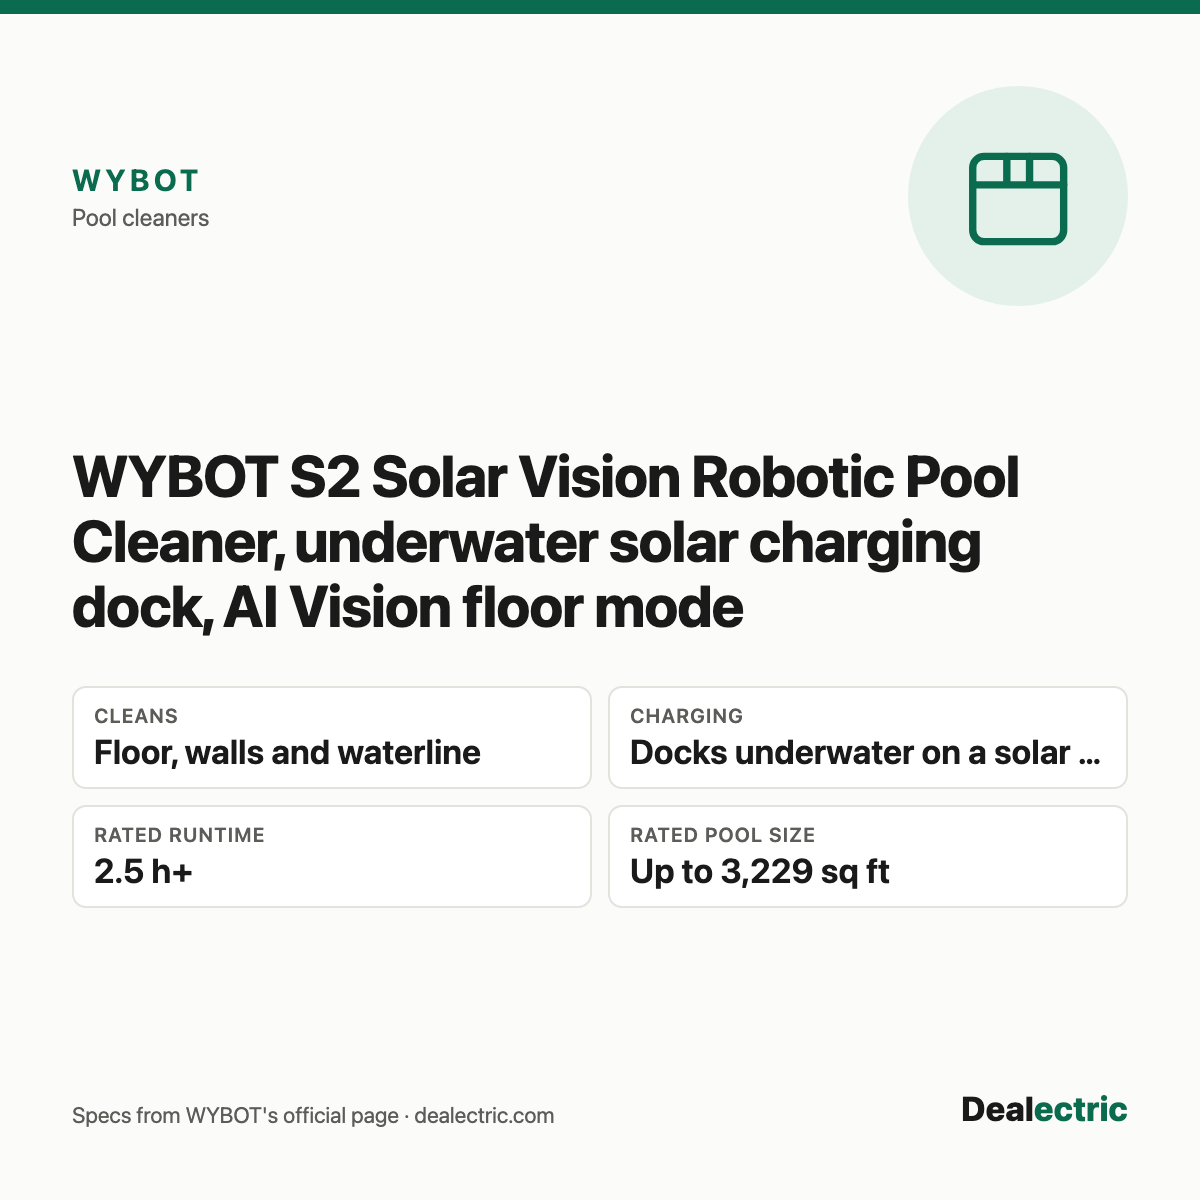 WYBOT
Pool cleaners
WYBOT S2 Solar Vision Robotic Pool
Cleaner, underwater solar charging
dock, AI Vision floor mode
CLEANS
Floor, walls and waterline
CHARGING
Docks underwater on a solar ...
RATED RUNTIME
2.5 h+
RATED POOL SIZE
Up to 3,229 sq ft
Specs from WYBOT's official page · dealectric.com
Dealectric